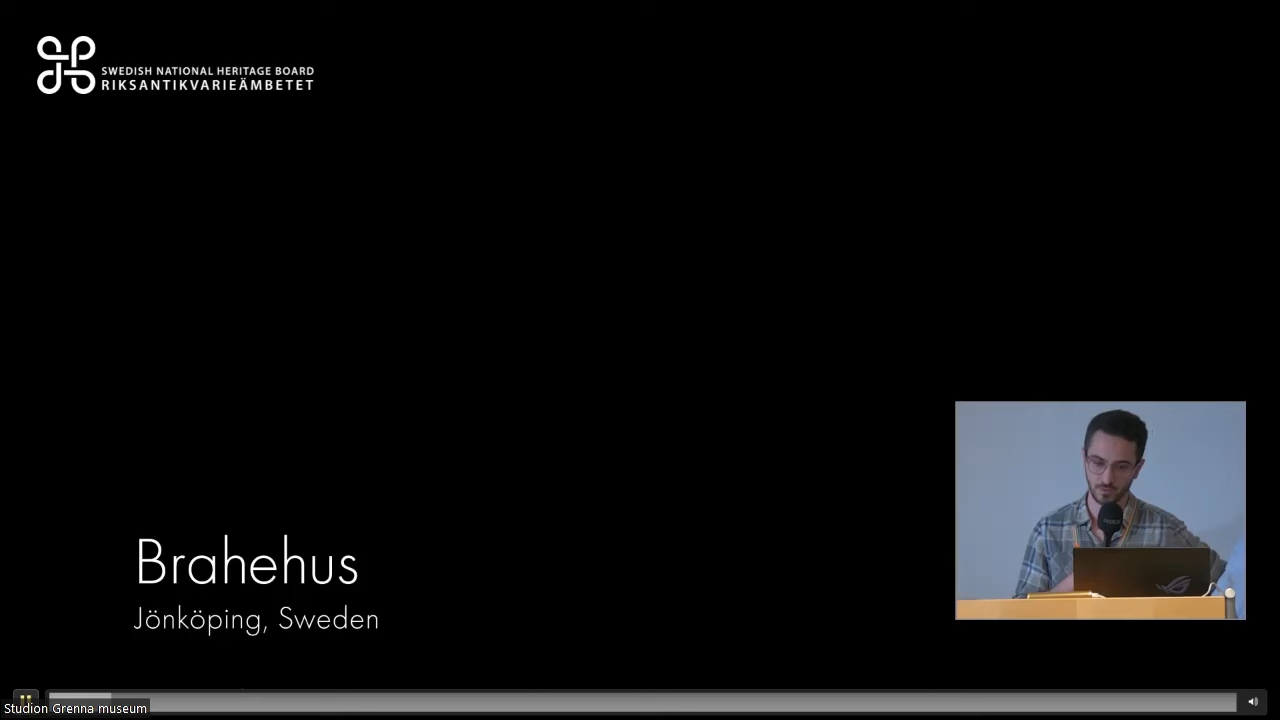 SWEDISH NATIONAL HERITAGE BOARD
RIKSANTIKVARIEÄMBETET
Brahehus
Jönköping, Sweden
Studion Grenna museum